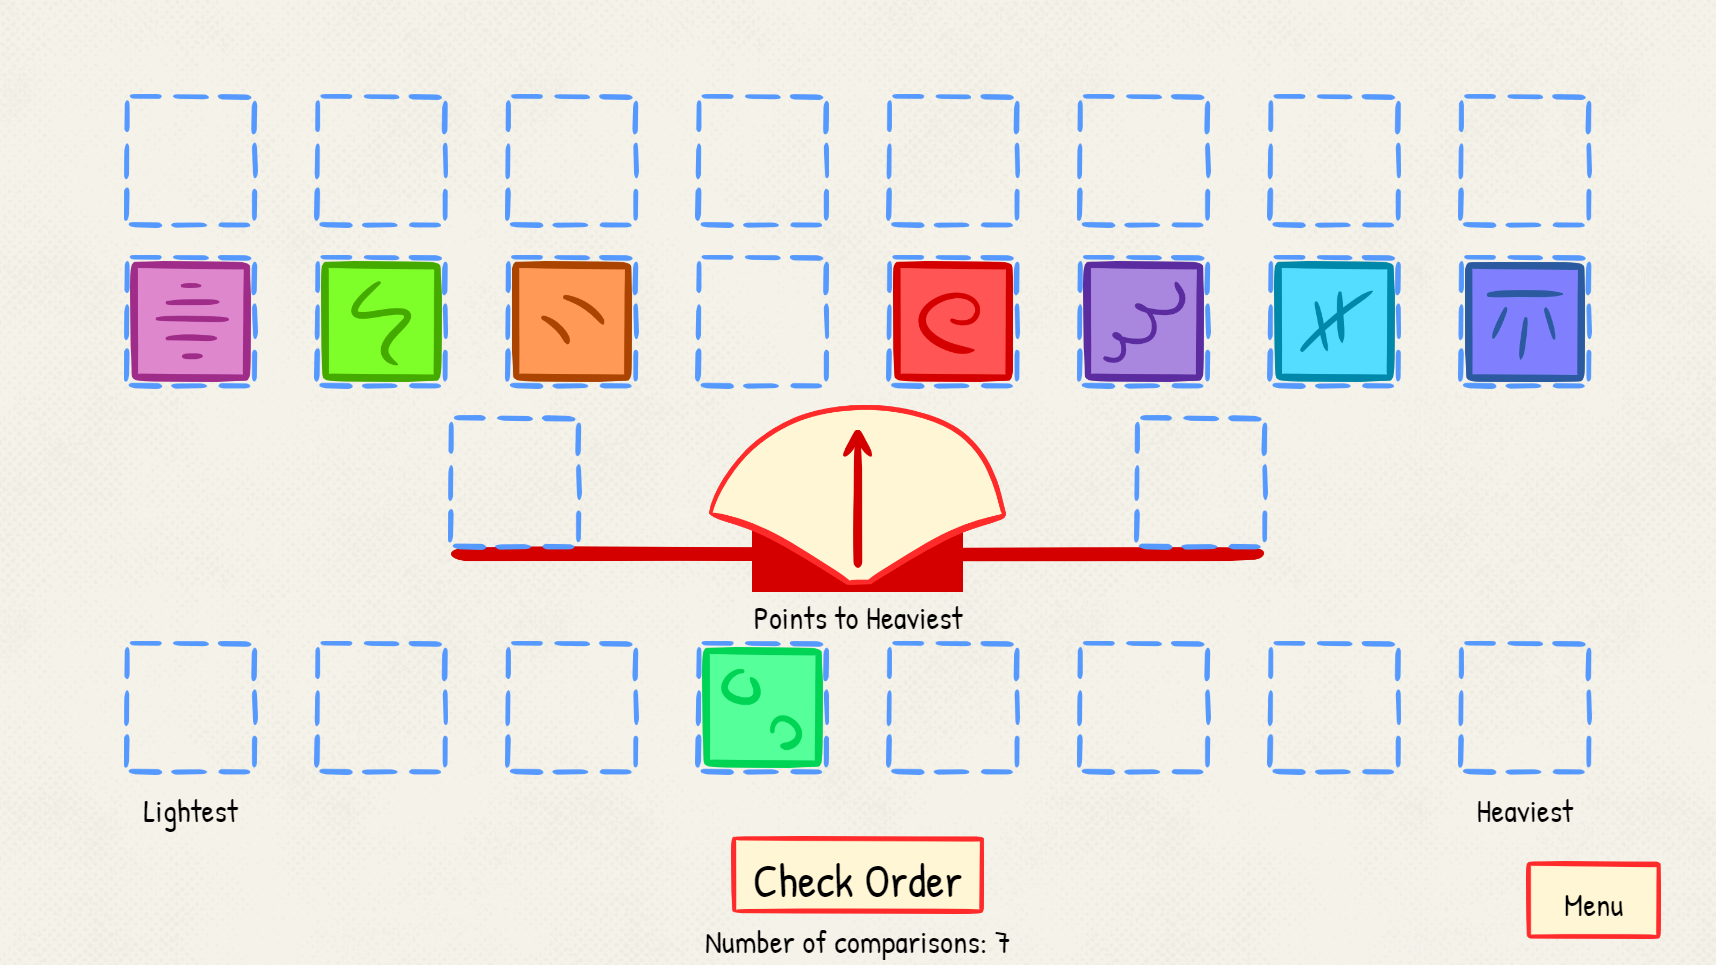 Points to Heaviest
Lightest
Heaviest
Check Order
Menu
Number of comparisons: 7